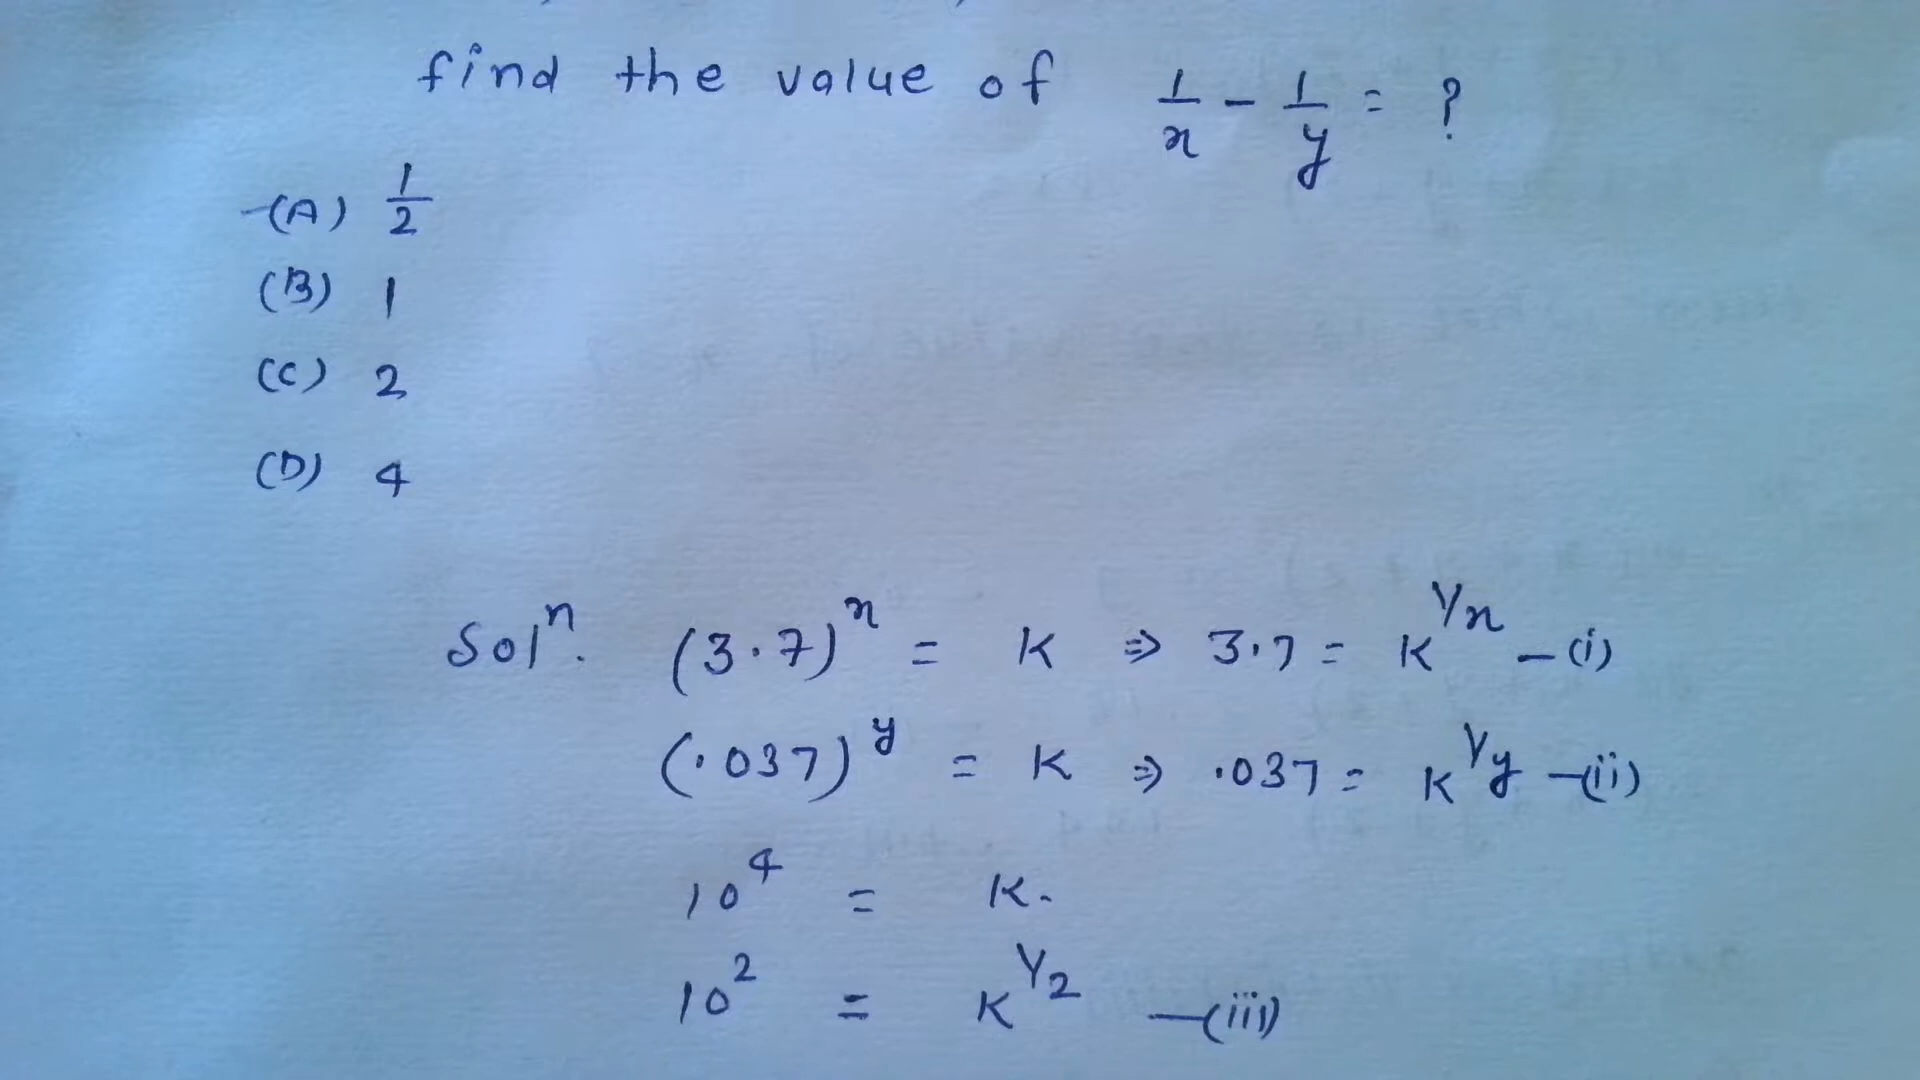 find the value of 1/x - 1/y = ?
(A) 1/2
(B) 1
(C) 2
(D) 4
Solⁿ. (3.7)^x = K ⇒ 3.7 = K^1/x —(i)
(.037)^y = K ⇒ .037 = K^1/y —(ii)
10^4 = K.
10^2 = K^1/2 —(iii)